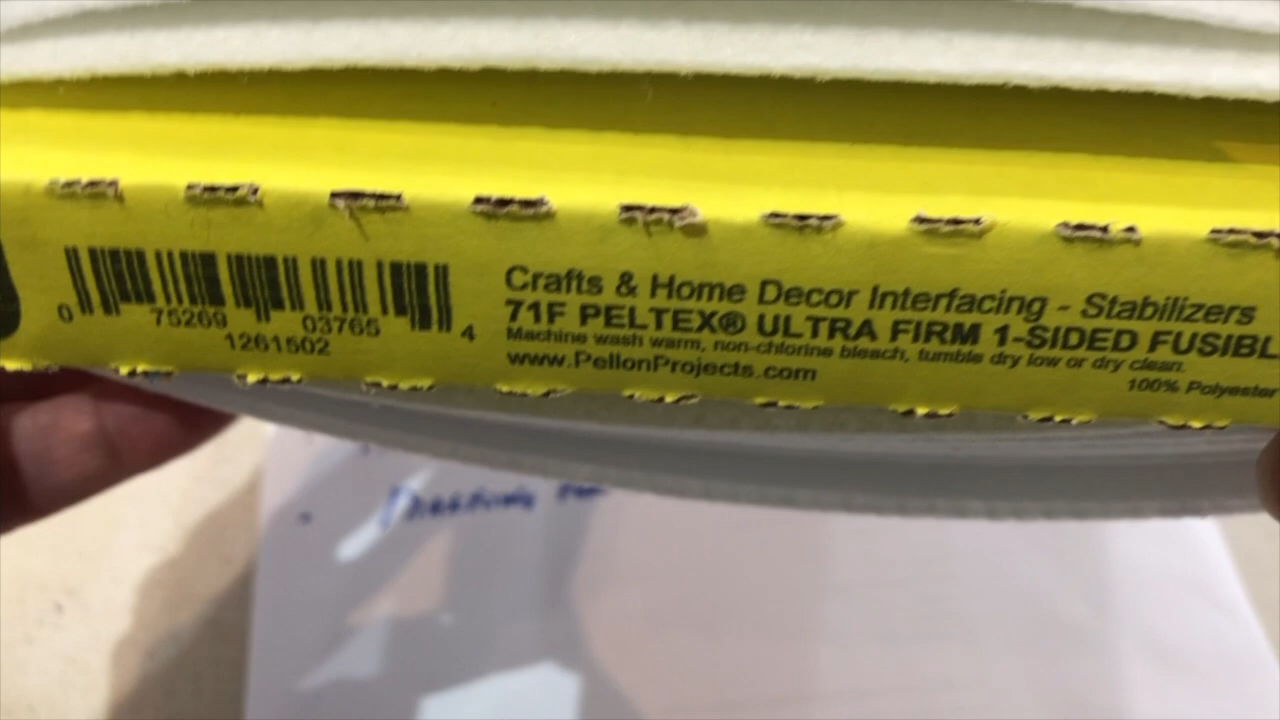 Crafts & Home Decor Interfacing - Stabilizers
71F PELTEX® ULTRA FIRM 1-SIDED FUSIBL
Machine wash warm, non-chlorine bleach, tumble dry low or dry clean.
www.PellonProjects.com
100% Polyester
0 75269 03765 4
1261502